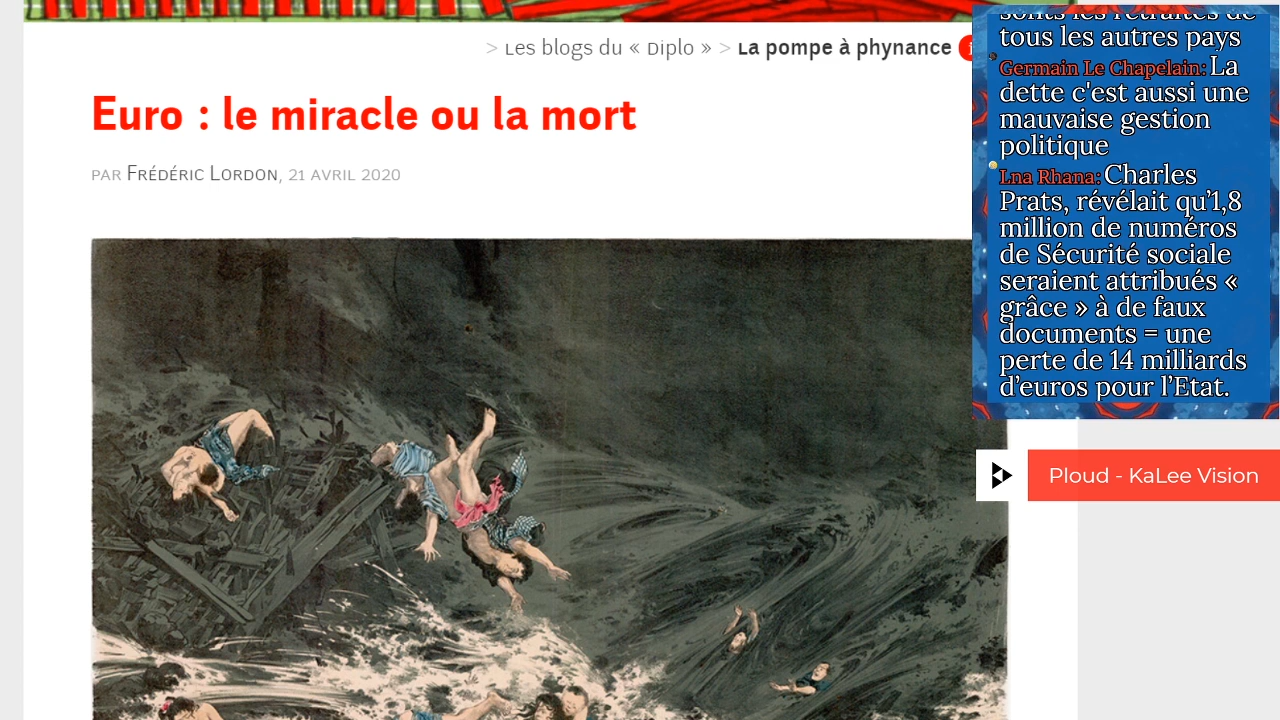 > Les blogs du « Diplo » > La pompe à phynance i
Euro : le miracle ou la mort
par Frédéric Lordon, 21 avril 2020
tous les autres pays
Germain Le Chapelain: La
dette c'est aussi une
mauvaise gestion
politique
Lna Rhana: Charles
Prats, révélait qu’1,8
million de numéros
de Sécurité sociale
seraient attribués «
grâce » à de faux
documents = une
perte de 14 milliards
d’euros pour l’Etat.
Ploud - KaLee Vision